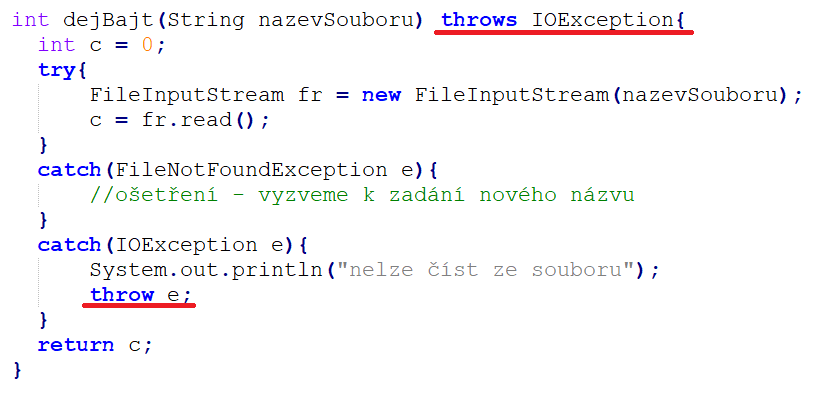 int dejBajt(String nazevSouboru) throws IOException{
int c = 0;
try{
FileInputStream fr = new FileInputStream(nazevSouboru);
c = fr.read();
}
catch(FileNotFoundException e){
//ošetření - vyzveme k zadání nového názvu
}
catch(IOException e){
System.out.println("nelze číst ze souboru");
throw e;
}
return c;
}